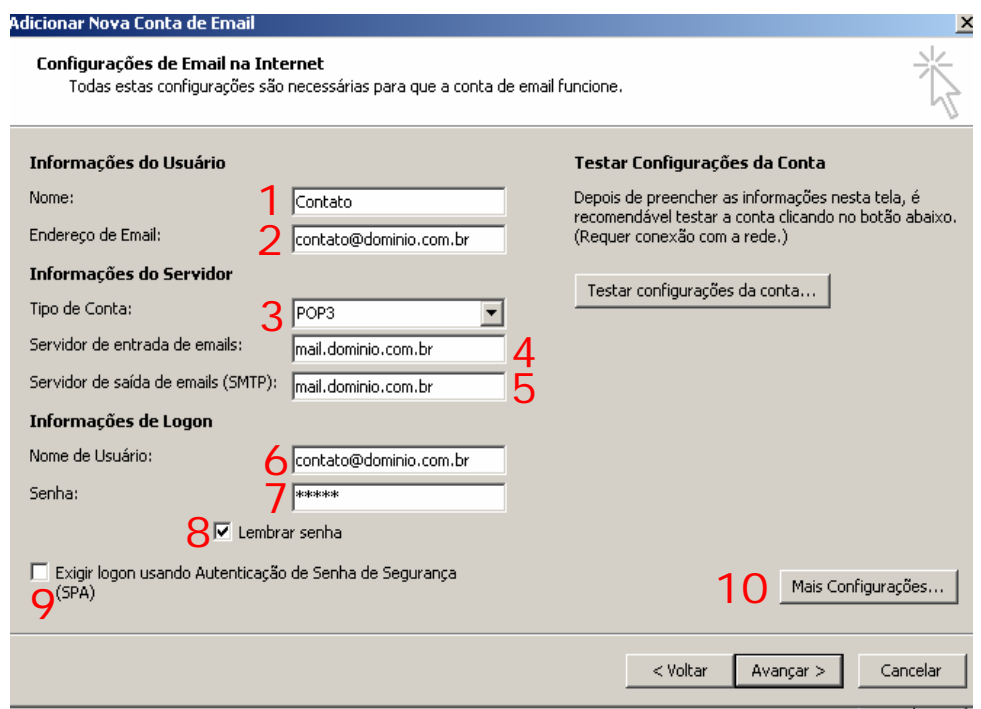 Adicionar Nova Conta de Email
Configurações de Email na Internet
Todas estas configurações são necessárias para que a conta de email funcione.
Informações do Usuário
Nome: 1 Contato
Endereço de Email: 2 contato@dominio.com.br
Informações do Servidor
Tipo de Conta: 3 POP3
Servidor de entrada de emails: mail.dominio.com.br 4
Servidor de saída de emails (SMTP): mail.dominio.com.br 5
Informações de Logon
Nome de Usuário: 6 contato@dominio.com.br
Senha: 7 *****
8 Lembrar senha
Exigir logon usando Autenticação de Senha de Segurança
(SPA)
9
Testar Configurações da Conta
Depois de preencher as informações nesta tela, é
recomendável testar a conta clicando no botão abaixo.
(Requer conexão com a rede.)
Testar configurações da conta...
10 Mais Configurações...
< Voltar Avançar > Cancelar